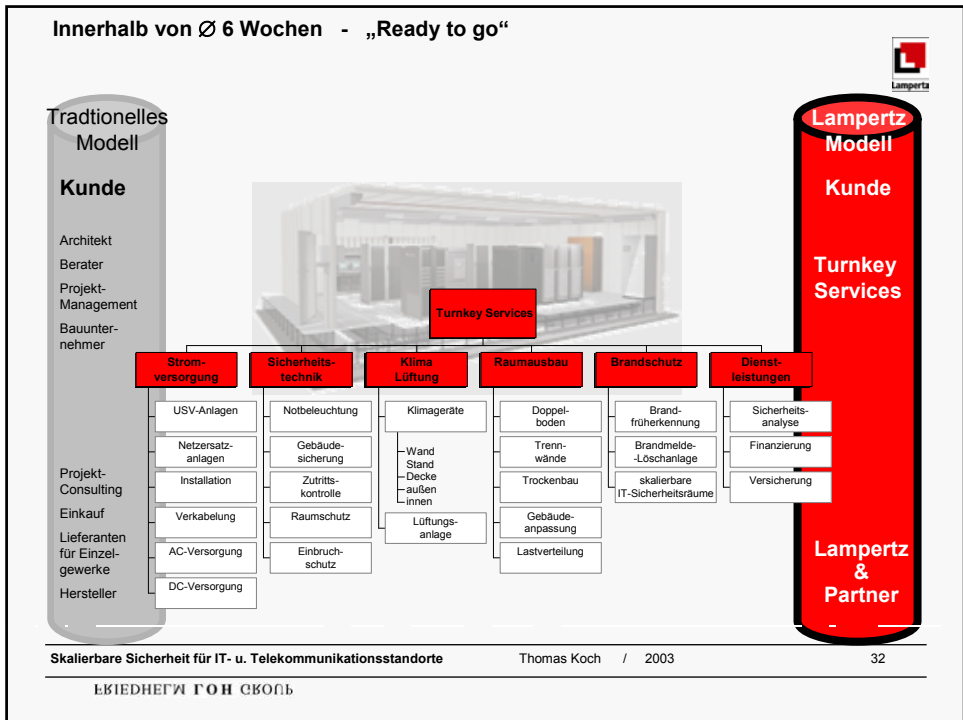 Innerhalb von ∅ 6 Wochen - „Ready to go“
Lampertz
Tradtionelles
Modell
Kunde
Architekt
Berater
Projekt-
Management
Bauunter-
nehmer
Projekt-
Consulting
Einkauf
Lieferanten
für Einzel-
gewerke
Hersteller
Turnkey Services
Strom-
versorgung
USV-Anlagen
Netzersatz-
anlagen
Installation
Verkabelung
AC-Versorgung
DC-Versorgung
Sicherheits-
technik
Notbeleuchtung
Gebäude-
sicherung
Zutritts-
kontrolle
Raumschutz
Einbruch-
schutz
Klima
Lüftung
Klimageräte
Wand
Stand
Decke
außen
innen
Lüftungs-
anlage
Raumausbau
Doppel-
boden
Trenn-
wände
Trockenbau
Gebäude-
anpassung
Lastverteilung
Brandschutz
Brand-
früherkennung
Brandmelde-
-Löschanlage
skalierbare
IT-Sicherheitsräume
Dienst-
leistungen
Sicherheits-
analyse
Finanzierung
Versicherung
Lampertz
Modell
Kunde
Turnkey
Services
Lampertz
&
Partner
Skalierbare Sicherheit für IT- u. Telekommunikationsstandorte Thomas Koch / 2003 32
FRIEDHELM LOH GROUP